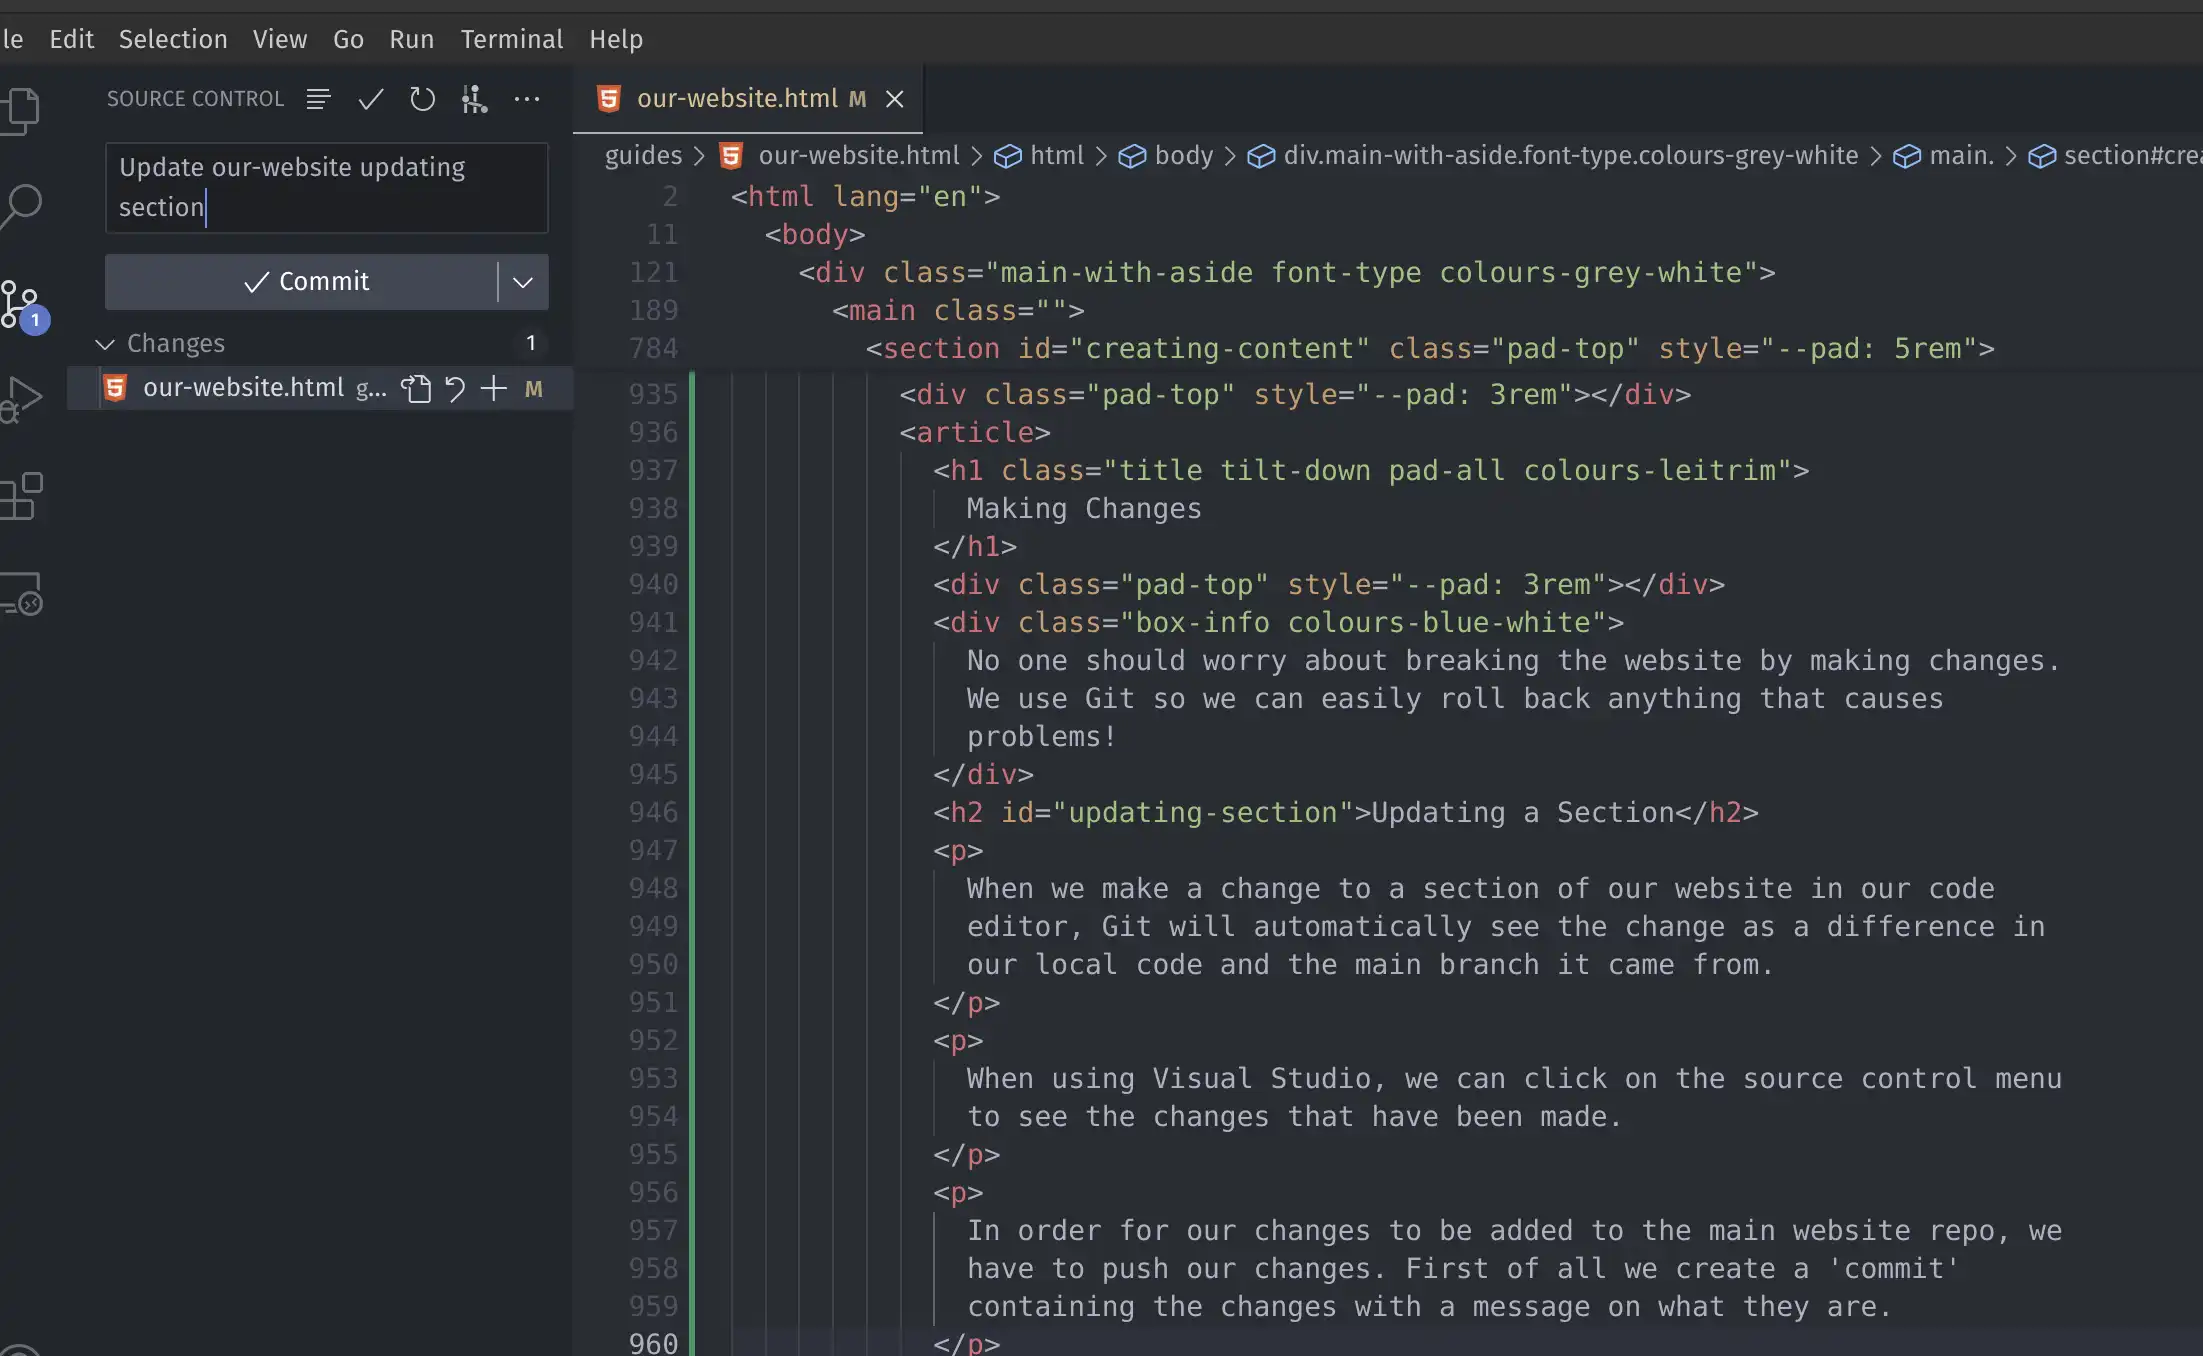 le Edit Selection View Go Run Terminal Help
SOURCE CONTROL
Update our-website updating
section
Commit
1
Changes 1
our-website.html g... M
our-website.html M
guides > our-website.html > html > body > div.main-with-aside.font-type.colours-grey-white > main. > section#crea
2 <html lang="en">
11 <body>
121 <div class="main-with-aside font-type colours-grey-white">
189 <main class="">
784 <section id="creating-content" class="pad-top" style="--pad: 5rem">
935 <div class="pad-top" style="--pad: 3rem"></div>
936 <article>
937 <h1 class="title tilt-down pad-all colours-leitrim">
938 Making Changes
939 </h1>
940 <div class="pad-top" style="--pad: 3rem"></div>
941 <div class="box-info colours-blue-white">
942 No one should worry about breaking the website by making changes.
943 We use Git so we can easily roll back anything that causes
944 problems!
945 </div>
946 <h2 id="updating-section">Updating a Section</h2>
947 <p>
948 When we make a change to a section of our website in our code
949 editor, Git will automatically see the change as a difference in
950 our local code and the main branch it came from.
951 </p>
952 <p>
953 When using Visual Studio, we can click on the source control menu
954 to see the changes that have been made.
955 </p>
956 <p>
957 In order for our changes to be added to the main website repo, we
958 have to push our changes. First of all we create a 'commit'
959 containing the changes with a message on what they are.
960 </p>